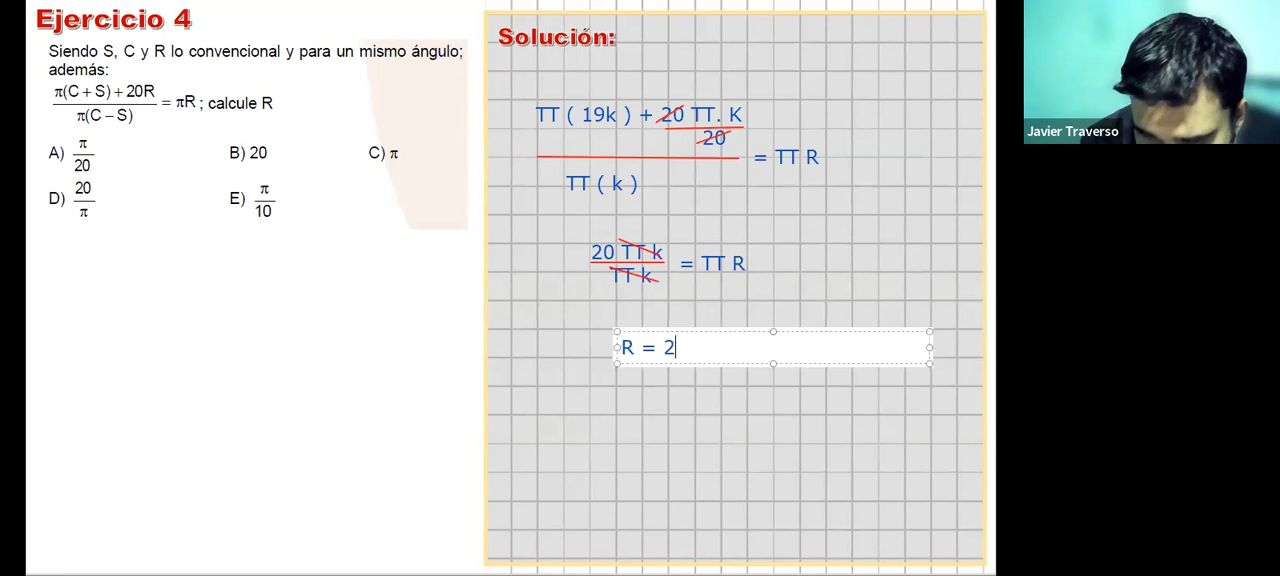 Ejercicio 4
Siendo S, C y R lo convencional y para un mismo ángulo;
además:
π(C + S) + 20R
π(C − S)
= πR ; calcule R
A) π/20
B) 20
C) π
D) 20/π
E) π/10
Solución:
TT ( 19k ) + 20 TT. K
20
TT ( k )
= TT R
20 TT k
TT k
= TT R
R = 2
Javier Traverso